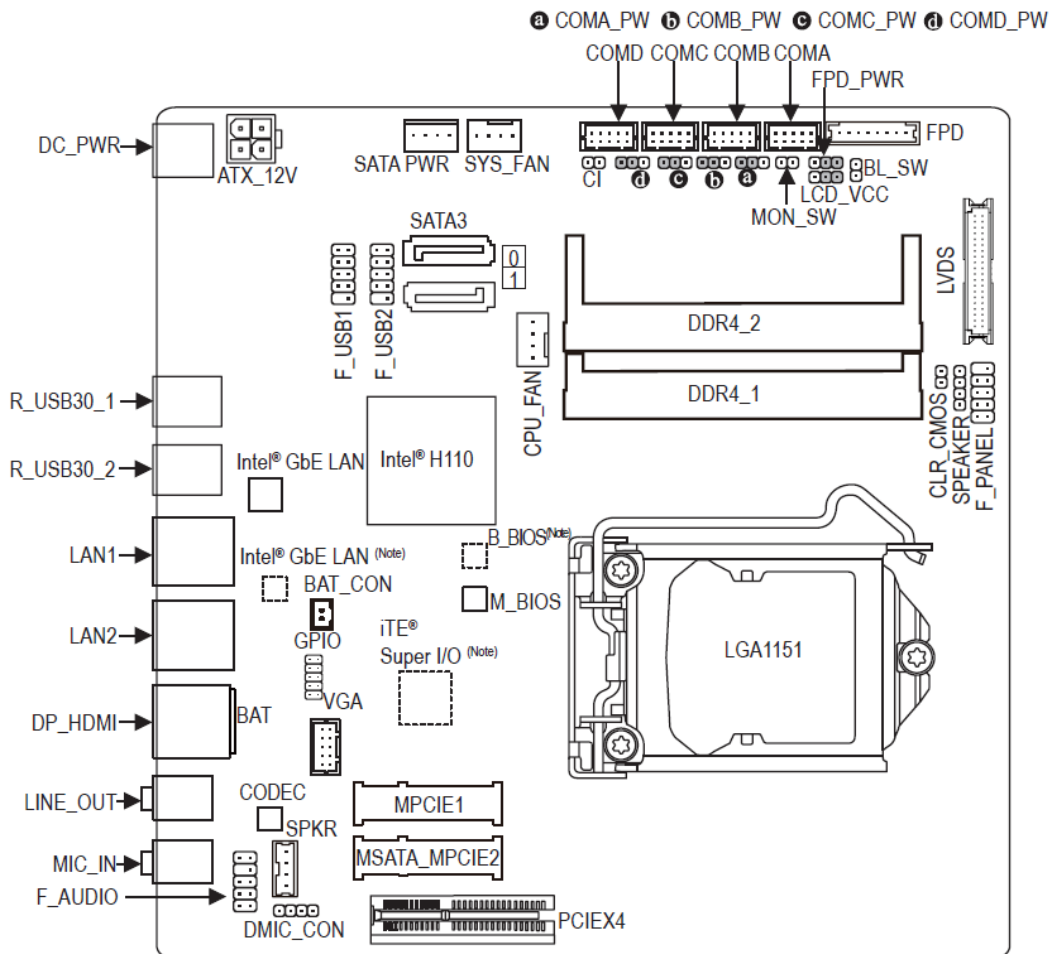 a COMA_PW b COMB_PW c COMC_PW d COMD_PW
COMD COMC COMB COMA
FPD_PWR
DC_PWR
ATX_12V
SATA PWR
SYS_FAN
FPD
CI
d
c
b
a
BL_SW
LCD_VCC
MON_SW
SATA3
0
1
F_USB1
F_USB2
LVDS
DDR4_2
CPU_FAN
DDR4_1
R_USB30_1
R_USB30_2
Intel® GbE LAN
Intel® H110
CLR_CMOS
SPEAKER
F_PANEL
LAN1
Intel® GbE LAN (Note)
B_BIOS(Note)
BAT_CON
M_BIOS
LAN2
GPIO
iTE®
Super I/O (Note)
LGA1151
DP_HDMI
BAT
VGA
LINE_OUT
CODEC
MPCIE1
SPKR
MIC_IN
MSATA_MPCIE2
F_AUDIO
DMIC_CON
PCIEX4